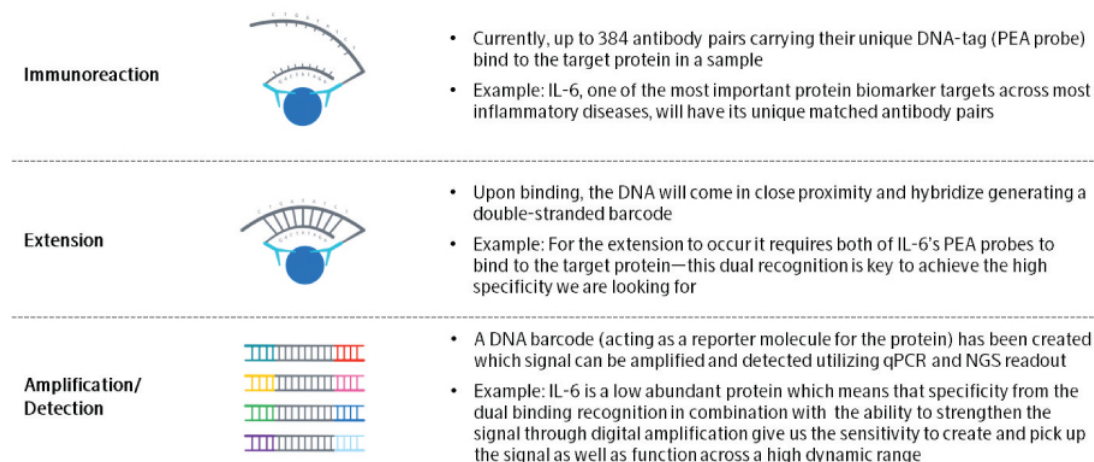 Immunoreaction
• Currently, up to 384 antibody pairs carrying their unique DNA-tag (PEA probe)
bind to the target protein in a sample
• Example: IL-6, one of the most important protein biomarker targets across most
inflammatory diseases, will have its unique matched antibody pairs
Extension
• Upon binding, the DNA will come in close proximity and hybridize generating a
double-stranded barcode
• Example: For the extension to occur it requires both of IL-6’s PEA probes to
bind to the target protein—this dual recognition is key to achieve the high
specificity we are looking for
Amplification/
Detection
• A DNA barcode (acting as a reporter molecule for the protein) has been created
which signal can be amplified and detected utilizing qPCR and NGS readout
• Example: IL-6 is a low abundant protein which means that specificity from the
dual binding recognition in combination with the ability to strengthen the
signal through digital amplification give us the sensitivity to create and pick up
the signal as well as function across a high dynamic range